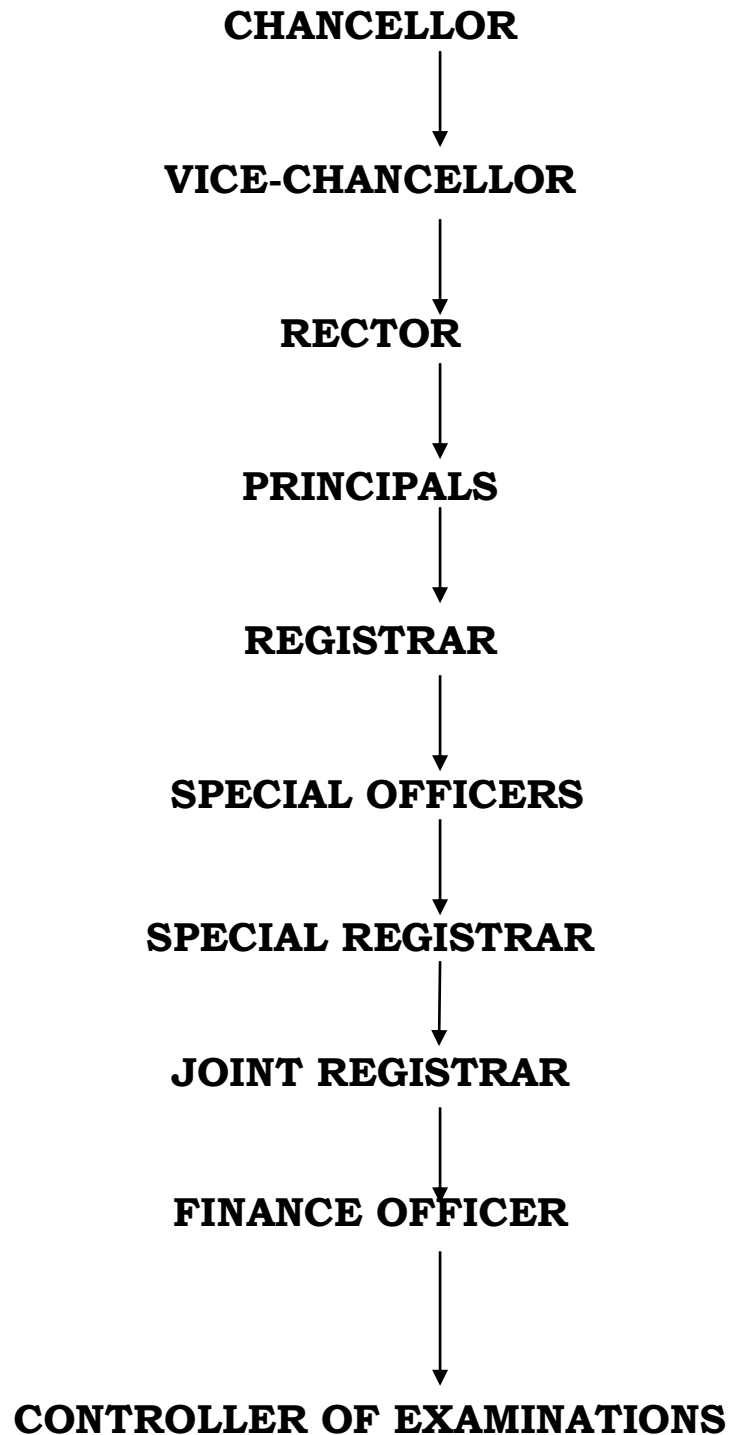 CHANCELLOR
VICE-CHANCELLOR
RECTOR
PRINCIPALS
REGISTRAR
SPECIAL OFFICERS
SPECIAL REGISTRAR
JOINT REGISTRAR
FINANCE OFFICER
CONTROLLER OF EXAMINATIONS